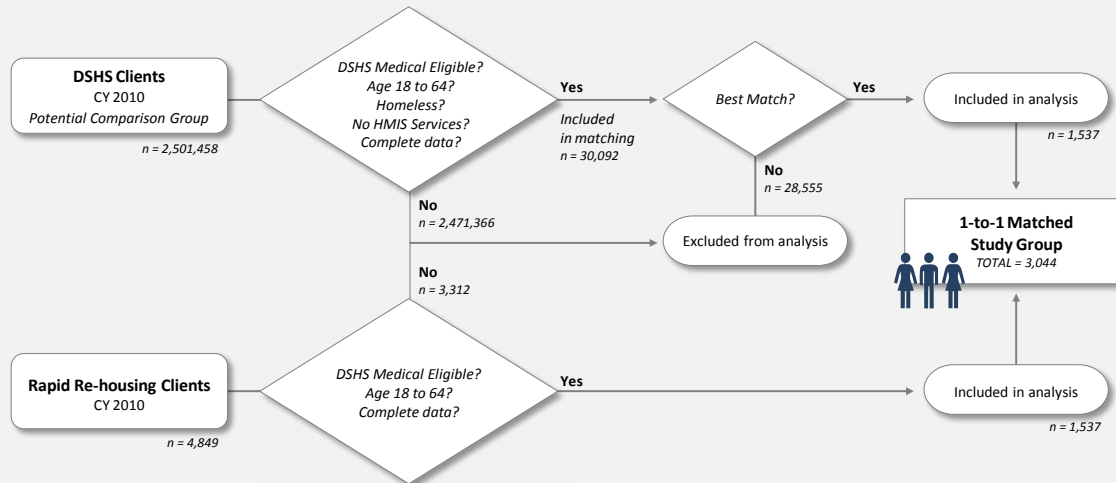 DSHS Clients
CY 2010
Potential Comparison Group
n = 2,501,458
DSHS Medical Eligible?
Age 18 to 64?
Homeless?
No HMIS Services?
Complete data?
Yes
Included
in matching
n = 30,092
Best Match?
Yes
Included in analysis
n = 1,537
No
n = 28,555
No
n = 2,471,366
Excluded from analysis
1-to-1 Matched
Study Group
TOTAL = 3,044
No
n = 3,312
Rapid Re-housing Clients
CY 2010
n = 4,849
DSHS Medical Eligible?
Age 18 to 64?
Complete data?
Yes
Included in analysis
n = 1,537